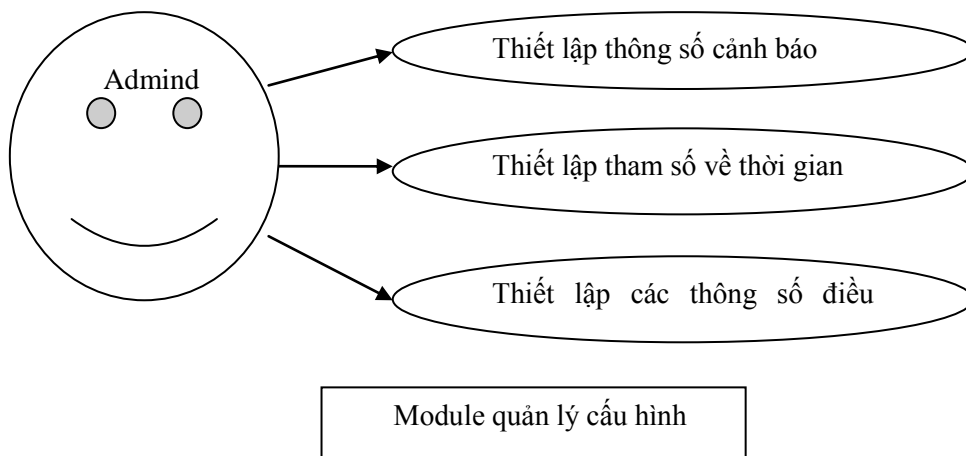 Admind
Thiết lập thông số cảnh báo
Thiết lập tham số về thời gian
Thiết lập các thông số điều
Module quản lý cấu hình